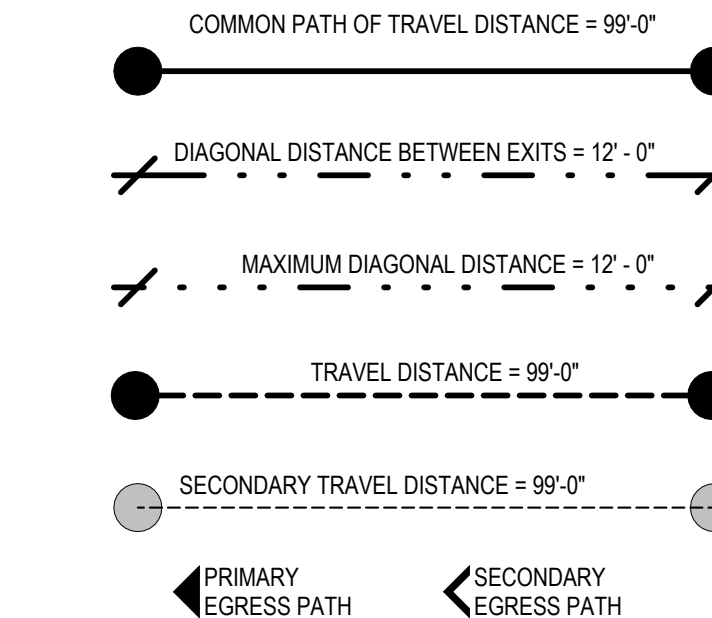 COMMON PATH OF TRAVEL DISTANCE = 99'-0"
DIAGONAL DISTANCE BETWEEN EXITS = 12' - 0"
MAXIMUM DIAGONAL DISTANCE = 12' - 0"
TRAVEL DISTANCE = 99'-0"
SECONDARY TRAVEL DISTANCE = 99'-0"
PRIMARY
EGRESS PATH
SECONDARY
EGRESS PATH